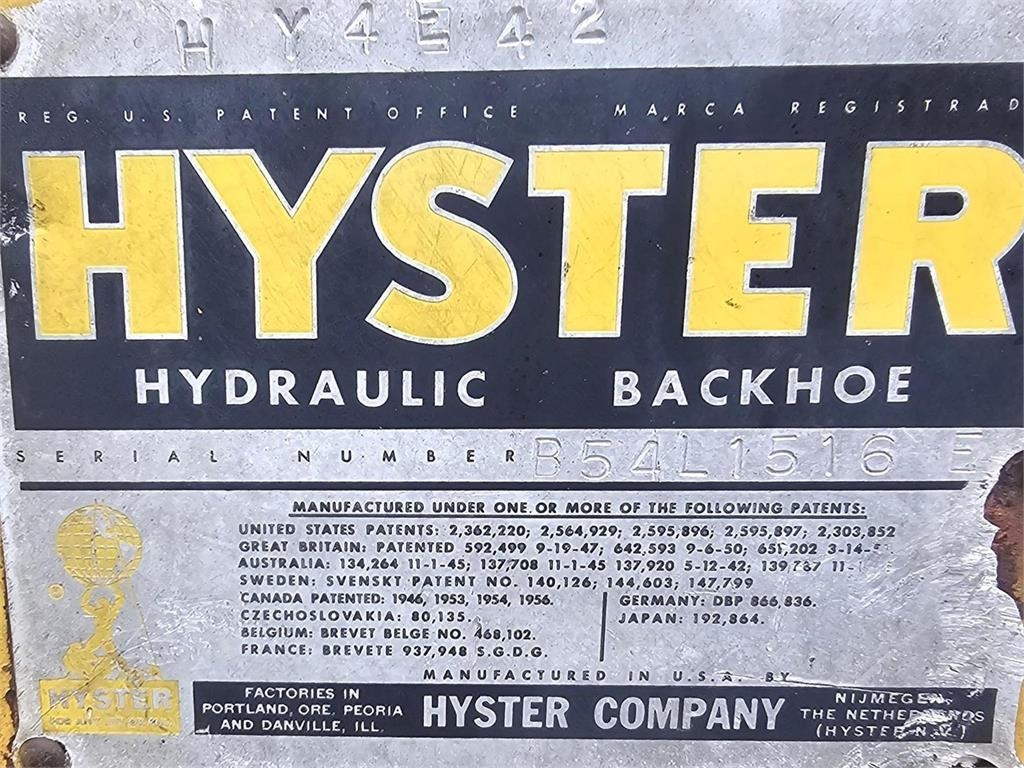 HY4E42
REG. U.S. PATENT OFFICE MARCA REGISTRAD
HYSTER
HYDRAULIC BACKHOE
SERIAL NUMBER B54L1516 E
MANUFACTURED UNDER ONE OR MORE OF THE FOLLOWING PATENTS:
UNITED STATES PATENTS: 2,362,220; 2,564,929; 2,595,896; 2,595,897; 2,303,852
GREAT BRITAIN: PATENTED 592,499 9-19-47; 642,593 9-6-50; 651,202 3-14-
AUSTRALIA: 134,264 11-1-45; 137,708 11-1-45 137,920 5-12-42; 139,787 11-
SWEDEN: SVENSKT PATENT NO. 140,126; 144,603; 147,799
CANADA PATENTED: 1946, 1953, 1954, 1956.
CZECHOSLOVAKIA: 80,135.
BELGIUM: BREVET BELGE NO. 468,102.
FRANCE: BREVETE 937,948 S.G.D.G.
GERMANY: DBP 866,836.
JAPAN: 192,864.
MANUFACTURED IN U.S.A. BY
®
HYSTER
FACTORIES IN
PORTLAND, ORE. PEORIA
AND DANVILLE, ILL.
HYSTER COMPANY
NIJMEGEN,
THE NETHERLANDS
(HYSTER N.V.)